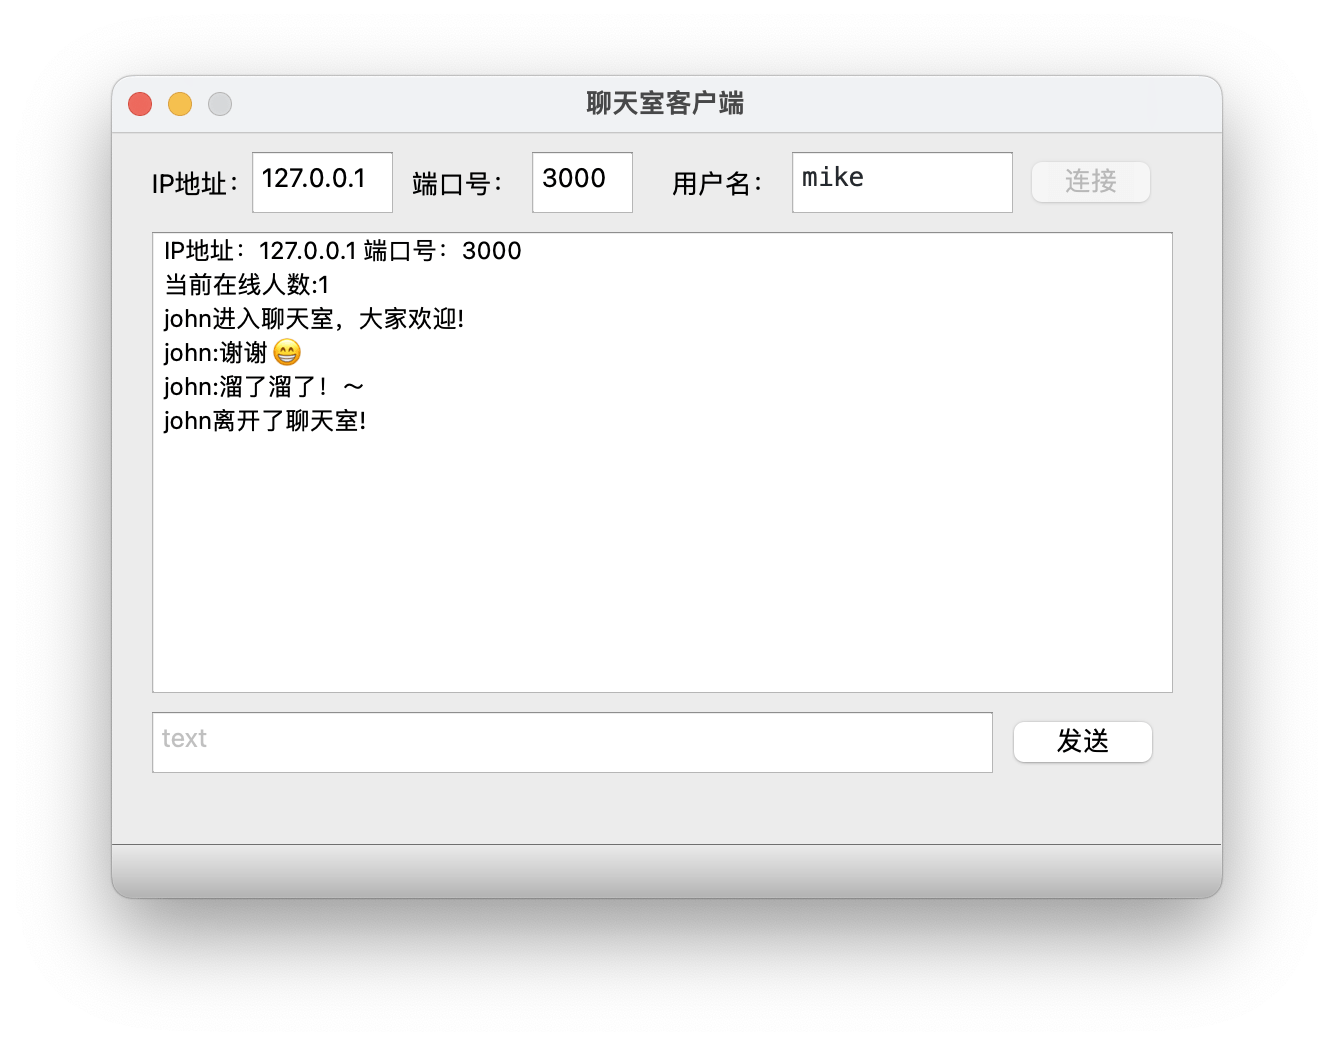 聊天室客户端
IP地址： 127.0.0.1 端口号： 3000 用户名： mike 连接
IP地址：127.0.0.1 端口号：3000
当前在线人数:1
john进入聊天室，大家欢迎!
john:谢谢😁
john:溜了溜了！～
john离开了聊天室!
text 发送